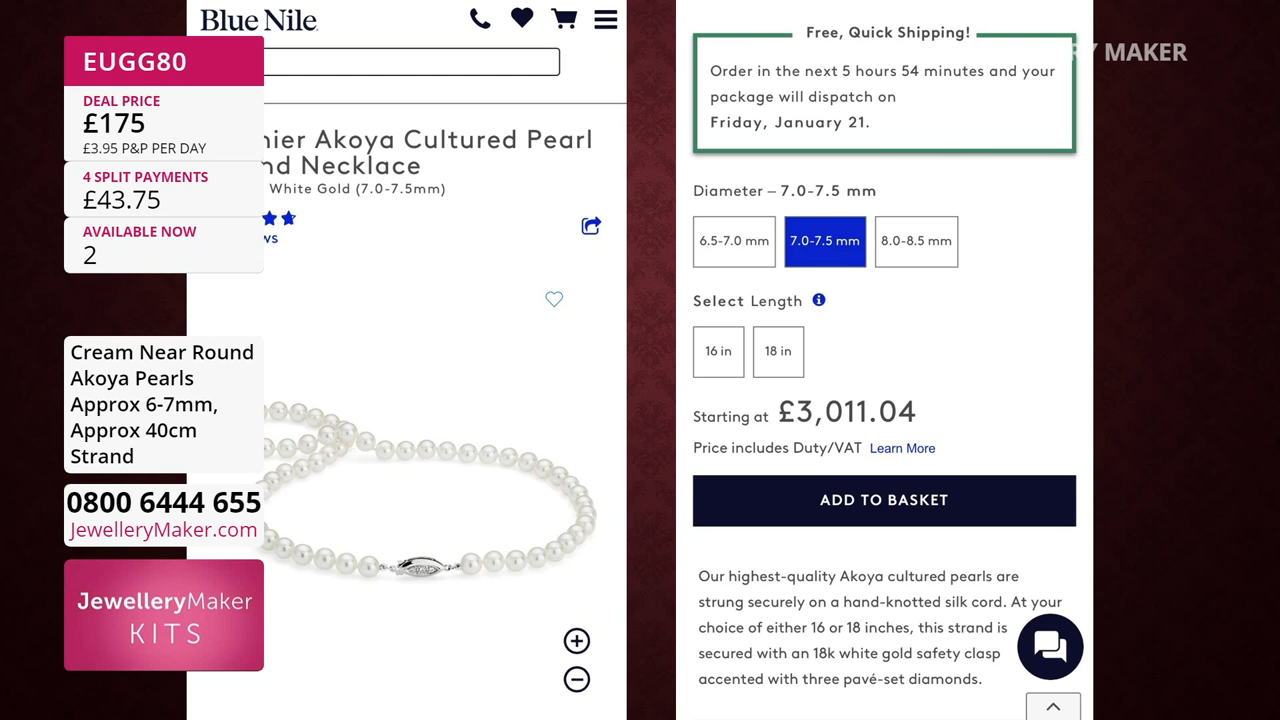 EUGG80
DEAL PRICE
£175
£3.95 P&P PER DAY
4 SPLIT PAYMENTS
£43.75
AVAILABLE NOW
2
Cream Near Round
Akoya Pearls
Approx 6-7mm,
Approx 40cm
Strand
0800 6444 655
JewelleryMaker.com
JewelleryMaker
KITS
Blue Nile
Akoya Cultured Pearl
Necklace
White Gold (7.0-7.5mm)
Free, Quick Shipping!
Order in the next 5 hours 54 minutes and your
package will dispatch on
Friday, January 21.
MAKER
Diameter – 7.0-7.5 mm
6.5-7.0 mm
7.0-7.5 mm
8.0-8.5 mm
Select Length
16 in
18 in
Starting at £3,011.04
Price includes Duty/VAT Learn More
ADD TO BASKET
Our highest-quality Akoya cultured pearls are
strung securely on a hand-knotted silk cord. At your
choice of either 16 or 18 inches, this strand is
secured with an 18k white gold safety clasp
accented with three pavé-set diamonds.